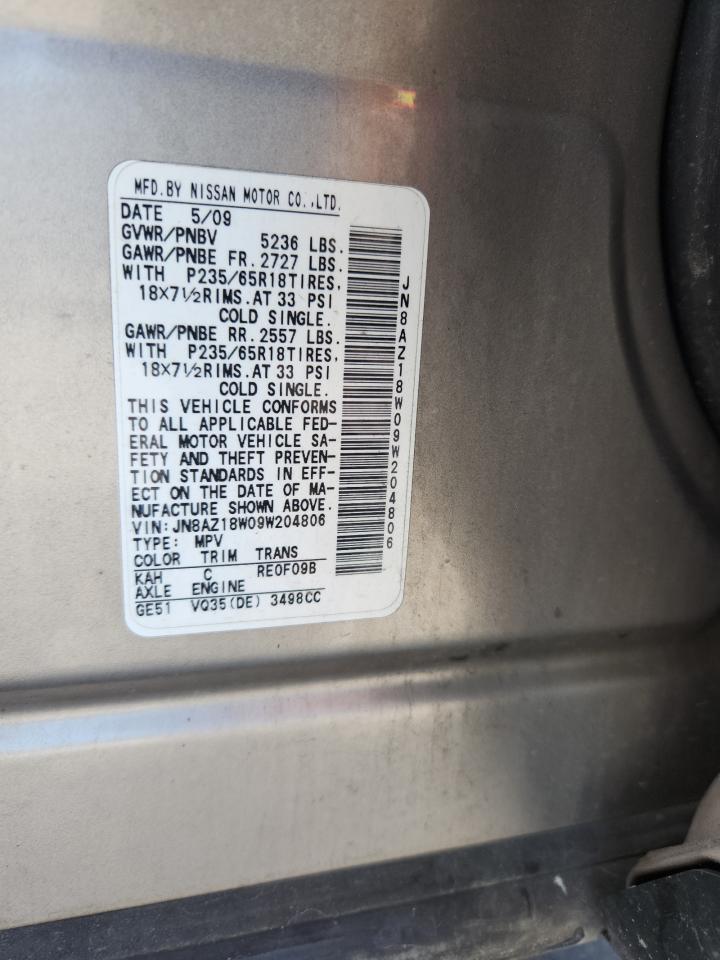 MFD.BY NISSAN MOTOR CO.,LTD.
DATE 5/09
GVWR/PNBV 5236 LBS.
GAWR/PNBE FR.2727 LBS.
WITH P235/65R18TIRES,
18X7½RIMS.AT 33 PSI
COLD SINGLE.
GAWR/PNBE RR.2557 LBS.
WITH P235/65R18TIRES,
18X7½RIMS.AT 33 PSI
COLD SINGLE.
THIS VEHICLE CONFORMS
TO ALL APPLICABLE FED-
ERAL MOTOR VEHICLE SA-
FETY AND THEFT PREVEN-
TION STANDARDS IN EFF-
ECT ON THE DATE OF MA-
NUFACTURE SHOWN ABOVE.
VIN:JN8AZ18W09W204806
TYPE: MPV
COLOR TRIM TRANS
KAH C RE0F09B
AXLE ENGINE
GE51 VQ35(DE) 3498CC
JN8AZ18W09W204806